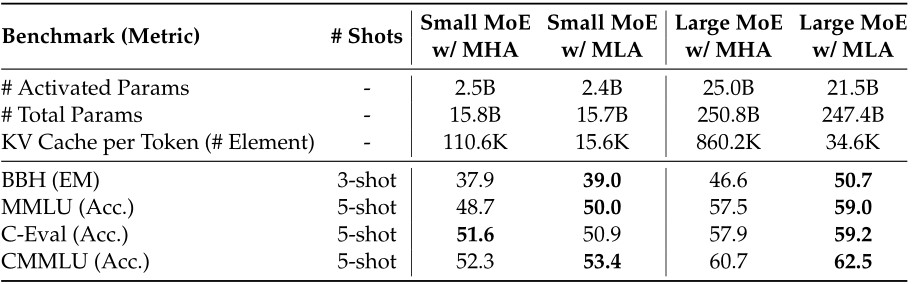 Benchmark (Metric) # Shots Small MoE Small MoE Large MoE Large MoE
w/ MHA w/ MLA w/ MHA w/ MLA
# Activated Params - 2.5B 2.4B 25.0B 21.5B
# Total Params - 15.8B 15.7B 250.8B 247.4B
KV Cache per Token (# Element) - 110.6K 15.6K 860.2K 34.6K
BBH (EM) 3-shot 37.9 39.0 46.6 50.7
MMLU (Acc.) 5-shot 48.7 50.0 57.5 59.0
C-Eval (Acc.) 5-shot 51.6 50.9 57.9 59.2
CMMLU (Acc.) 5-shot 52.3 53.4 60.7 62.5